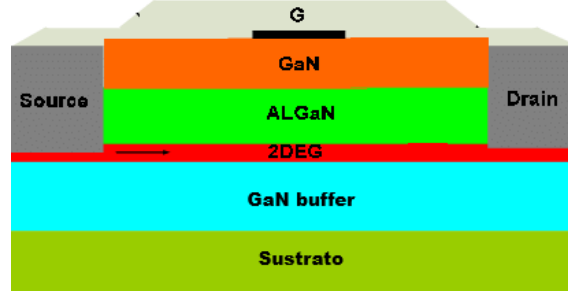 G
GaN
Source
Drain
ALGaN
2DEG
GaN buffer
Sustrato